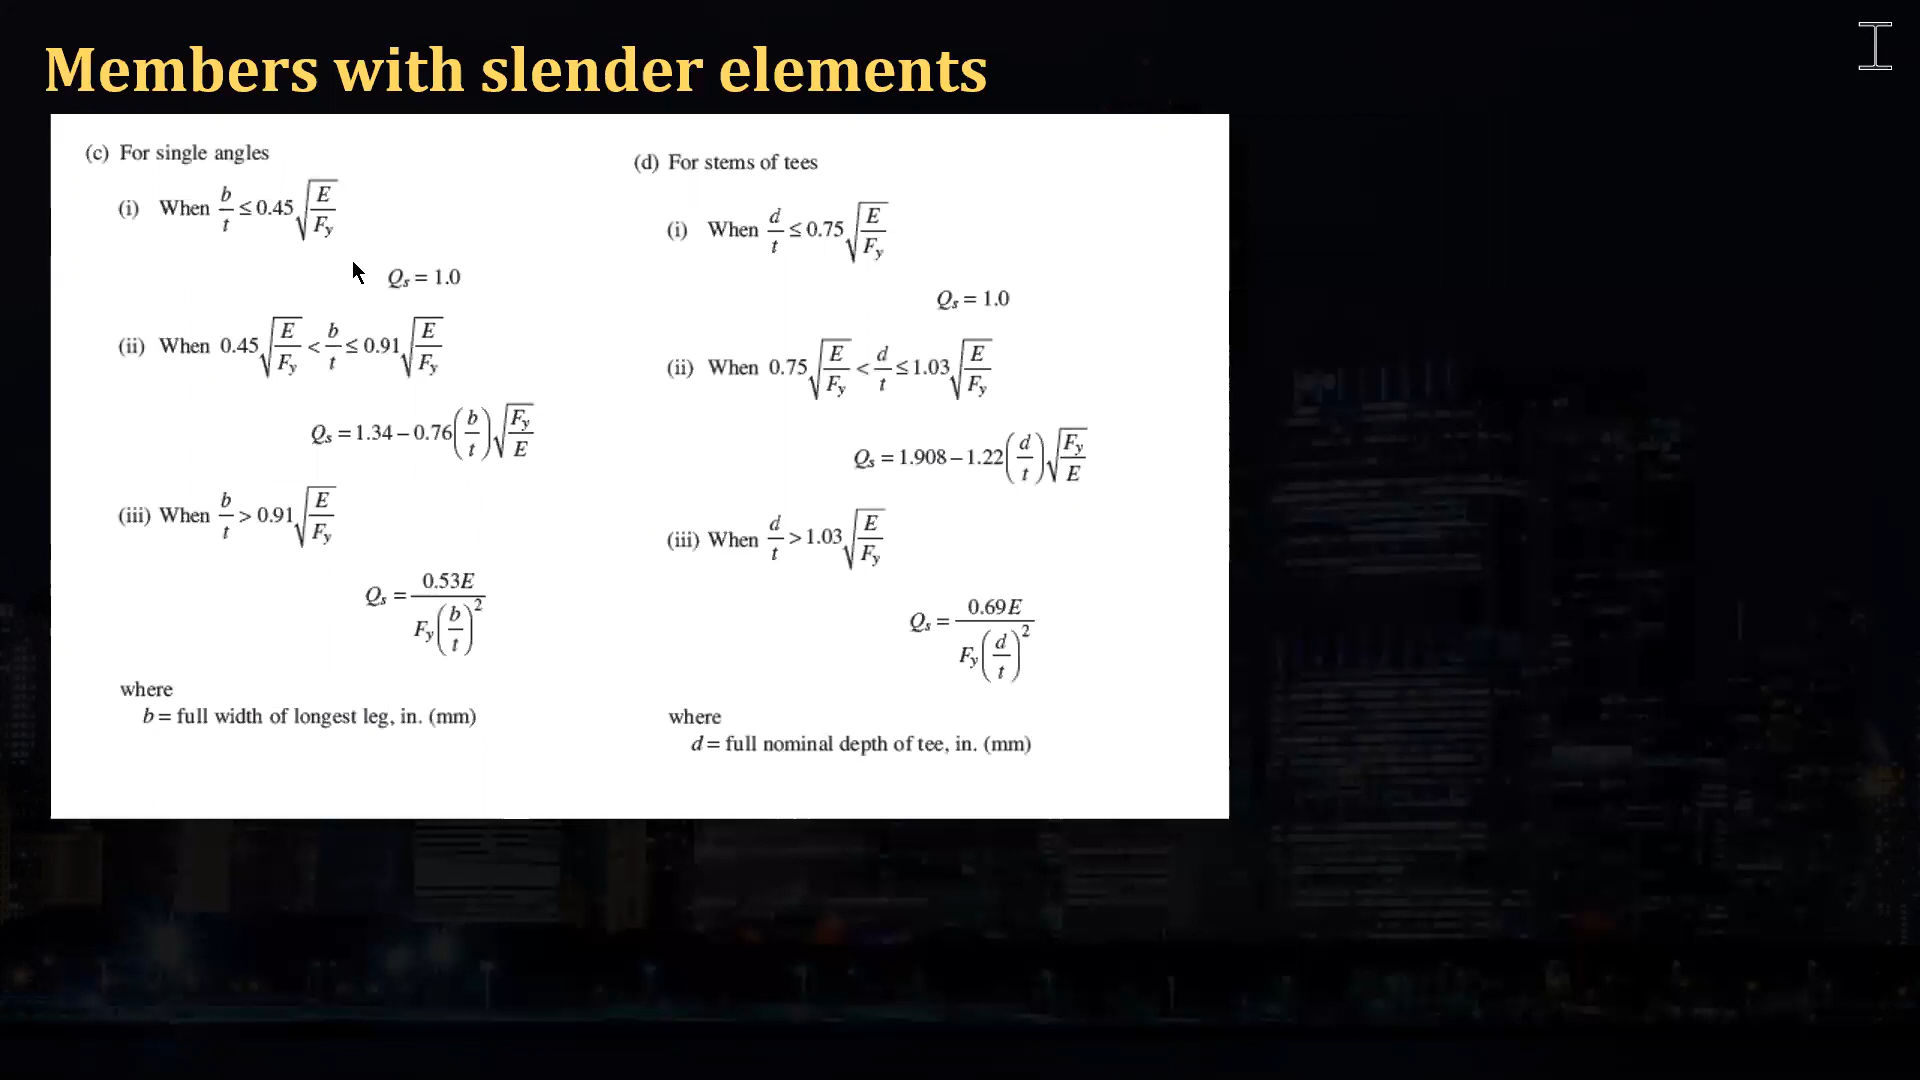 Members with slender elements
(c) For single angles
(i) When b/t ≤ 0.45 √(E/Fy)
Qs = 1.0
(ii) When 0.45 √(E/Fy) < b/t ≤ 0.91 √(E/Fy)
Qs = 1.34 − 0.76 (b/t) √(Fy/E)
(iii) When b/t > 0.91 √(E/Fy)
Qs = 0.53E / Fy (b/t)²
where
b = full width of longest leg, in. (mm)
(d) For stems of tees
(i) When d/t ≤ 0.75 √(E/Fy)
Qs = 1.0
(ii) When 0.75 √(E/Fy) < d/t ≤ 1.03 √(E/Fy)
Qs = 1.908 − 1.22 (d/t) √(Fy/E)
(iii) When d/t > 1.03 √(E/Fy)
Qs = 0.69E / Fy (d/t)²
where
d = full nominal depth of tee, in. (mm)